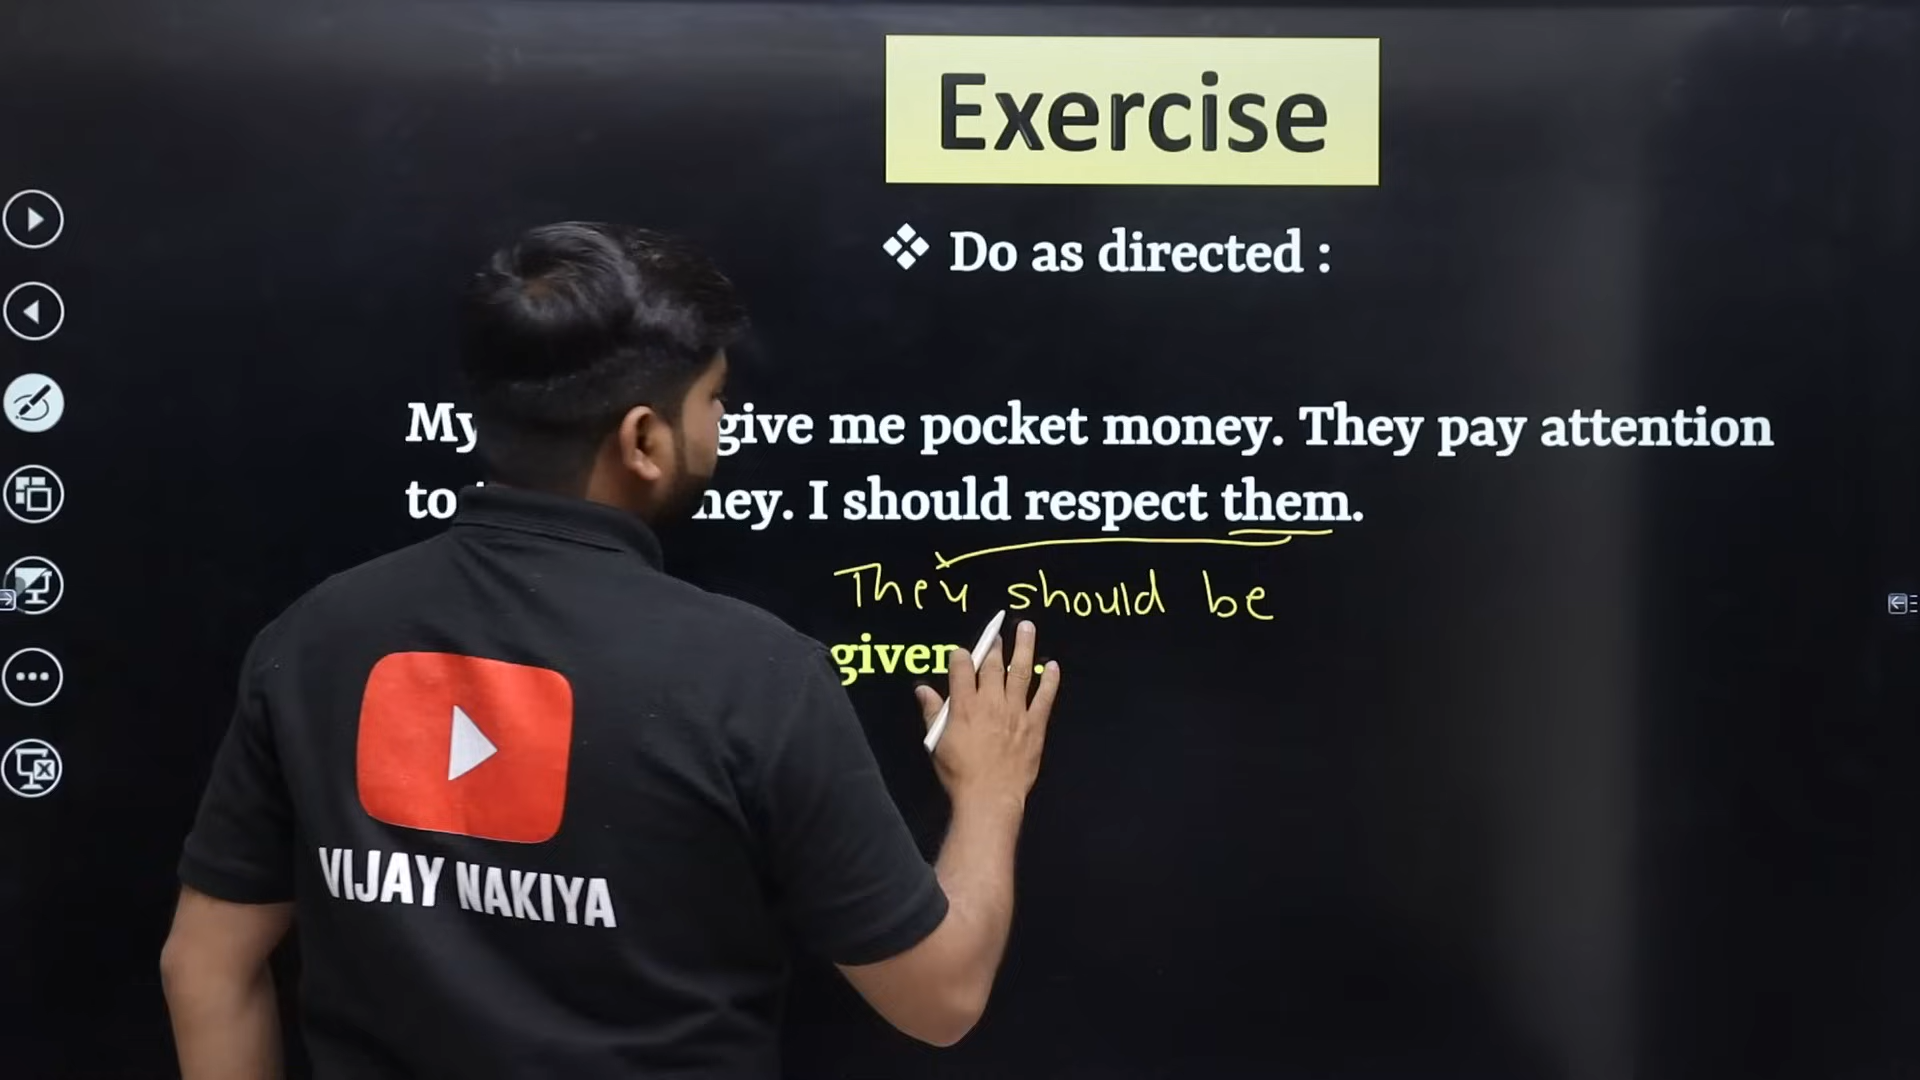 Exercise
❖ Do as directed :
My give me pocket money. They pay attention
to ney. I should respect them.
They should be
given ...
VIJAY NAKIYA